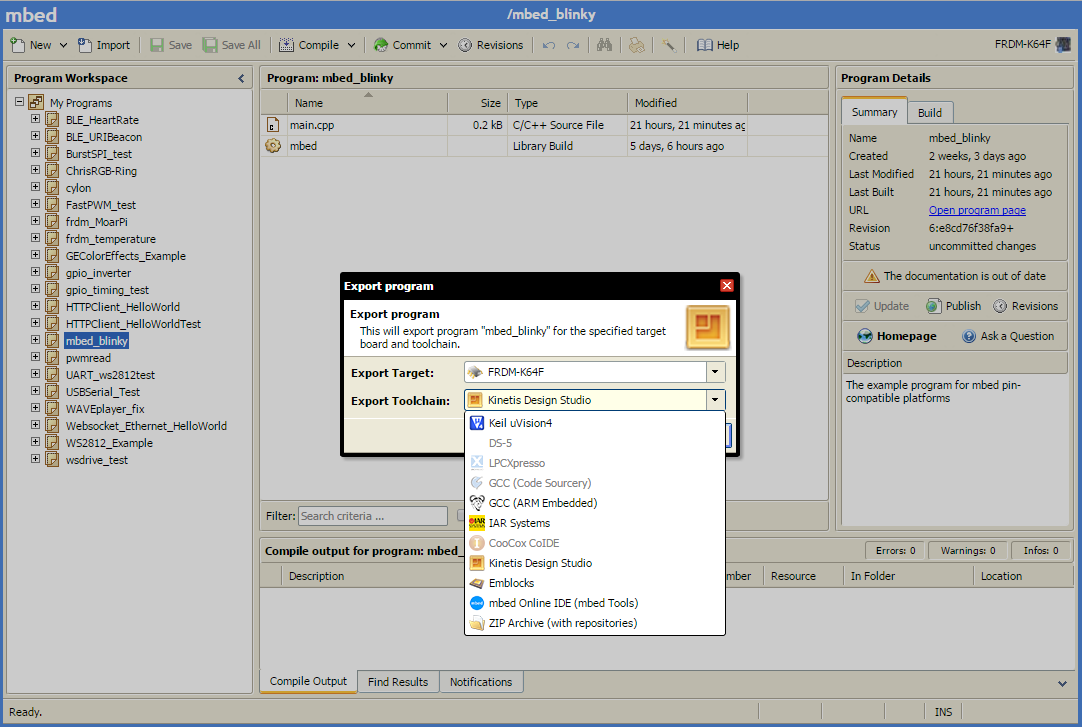 mbed
/mbed_blinky
New Import Save Save All Compile Commit Revisions Help FRDM-K64F
Program Workspace
My Programs
BLE_HeartRate
BLE_URIBeacon
BurstSPI_test
ChrisRGB-Ring
cylon
FastPWM_test
frdm_MoarPi
frdm_temperature
GEColorEffects_Example
gpio_inverter
gpio_timing_test
HTTPClient_HelloWorld
HTTPClient_HelloWorldTest
mbed_blinky
pwmread
UART_ws2812test
USBSerial_Test
WAVEplayer_fix
Websocket_Ethernet_HelloWorld
WS2812_Example
wsdrive_test
Program: mbed_blinky
Name Size Type Modified
main.cpp 0.2 kB C/C++ Source File 21 hours, 21 minutes ag
mbed Library Build 5 days, 6 hours ago
Export program
Export program
This will export program "mbed_blinky" for the specified target
board and toolchain.
Export Target: FRDM-K64F
Export Toolchain: Kinetis Design Studio
Keil uVision4
DS-5
LPCXpresso
GCC (Code Sourcery)
GCC (ARM Embedded)
IAR Systems
CooCox CoIDE
Kinetis Design Studio
Emblocks
mbed Online IDE (mbed Tools)
ZIP Archive (with repositories)
Filter: Search criteria ...
Compile output for program: mbed_
Errors: 0 Warnings: 0 Infos: 0
Description mber Resource In Folder Location
Compile Output Find Results Notifications
Program Details
Summary Build
Name mbed_blinky
Created 2 weeks, 3 days ago
Last Modified 21 hours, 21 minutes ago
Last Built 21 hours, 21 minutes ago
URL Open program page
Revision 6:e8cd76f38fa9+
Status uncommitted changes
The documentation is out of date
Update Publish Revisions
Homepage Ask a Question
Description
The example program for mbed pin-
compatible platforms
Ready. INS